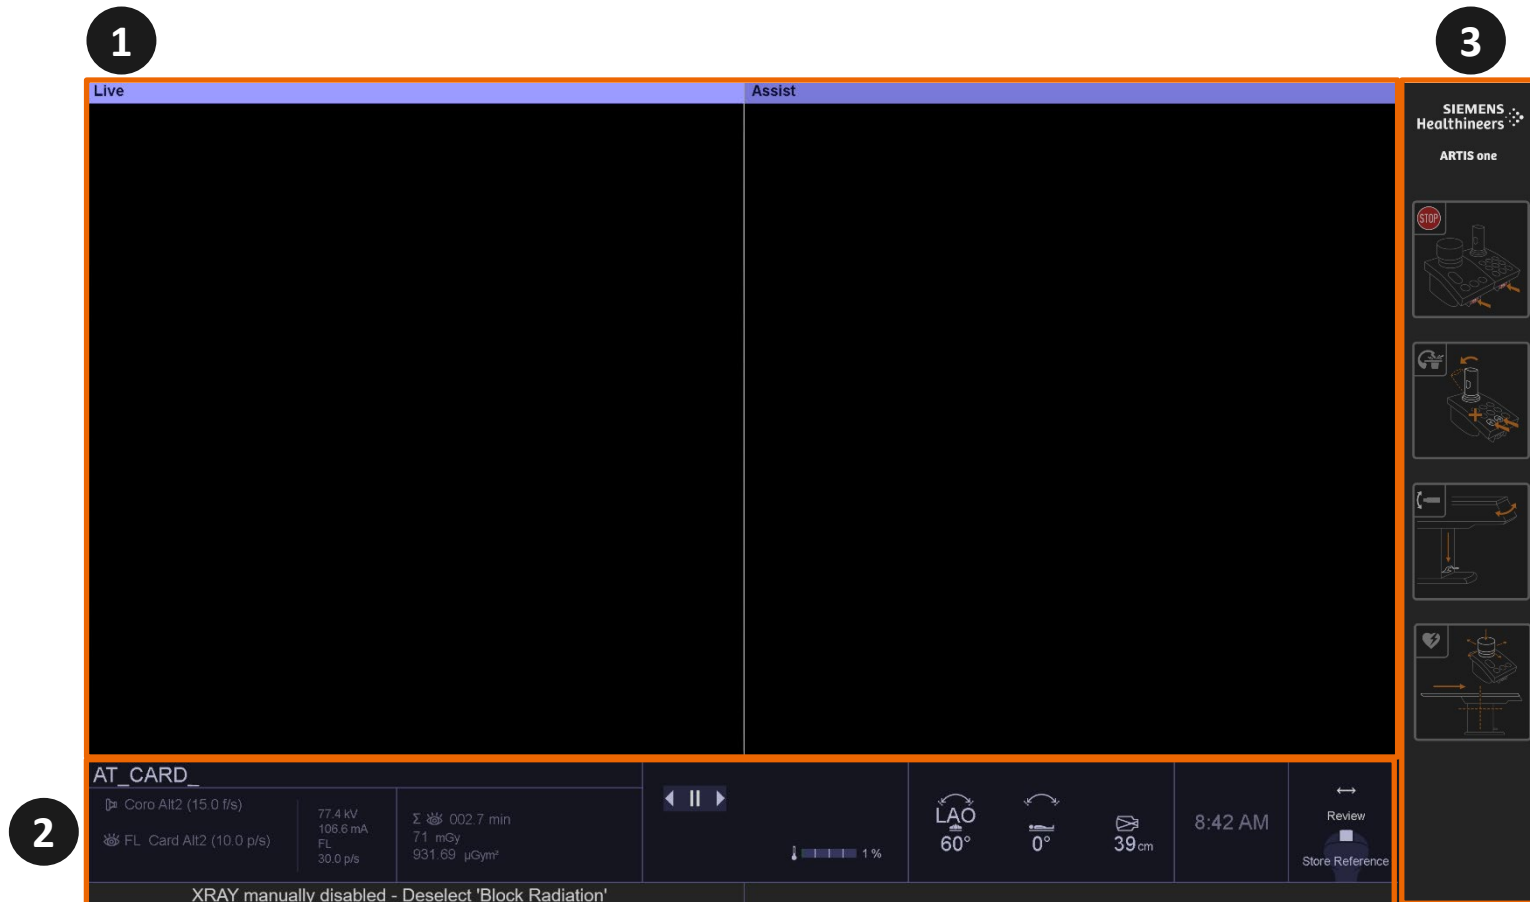 1
3
Live
Assist
SIEMENS
Healthineers
ARTIS one
STOP
AT_CARD_
Coro Alt2 (15.0 f/s)
FL Card Alt2 (10.0 p/s)
77.4 kV
106.6 mA
FL
30.0 p/s
Σ 002.7 min
71 mGy
931.69 µGym²
1 %
LAO
60°
0°
39 cm
8:42 AM
Review
Store Reference
2
XRAY manually disabled - Deselect 'Block Radiation'